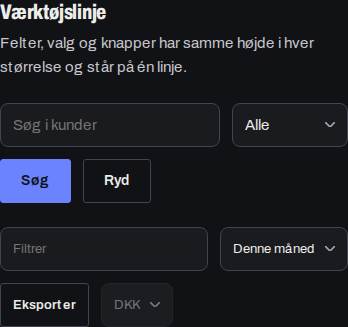 Værktøjslinje
Felter, valg og knapper har samme højde i hver
størrelse og står på én linje.
Søg i kunder
Alle
Søg
Ryd
Filtrer
Denne måned
Eksporter
DKK